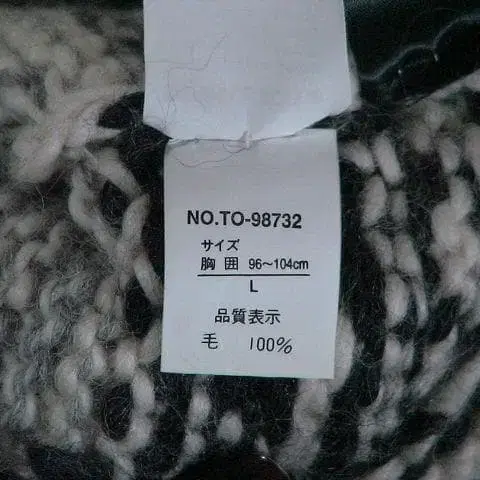 NO.TO-98732
サイズ
胸囲 96～104cm
L
品質表示
毛 100%